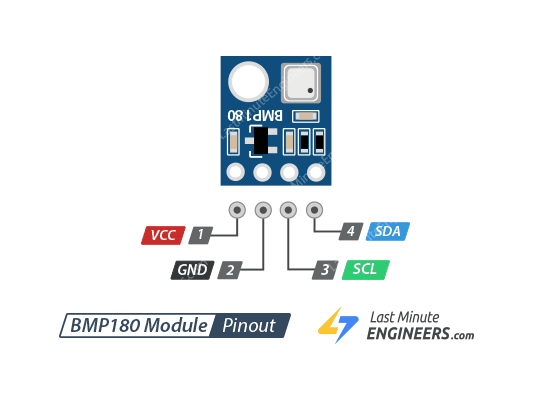 BMP180
VCC 1
4 SDA
GND 2
3 SCL
BMP180 Module Pinout
Last Minute
ENGINEERS.com